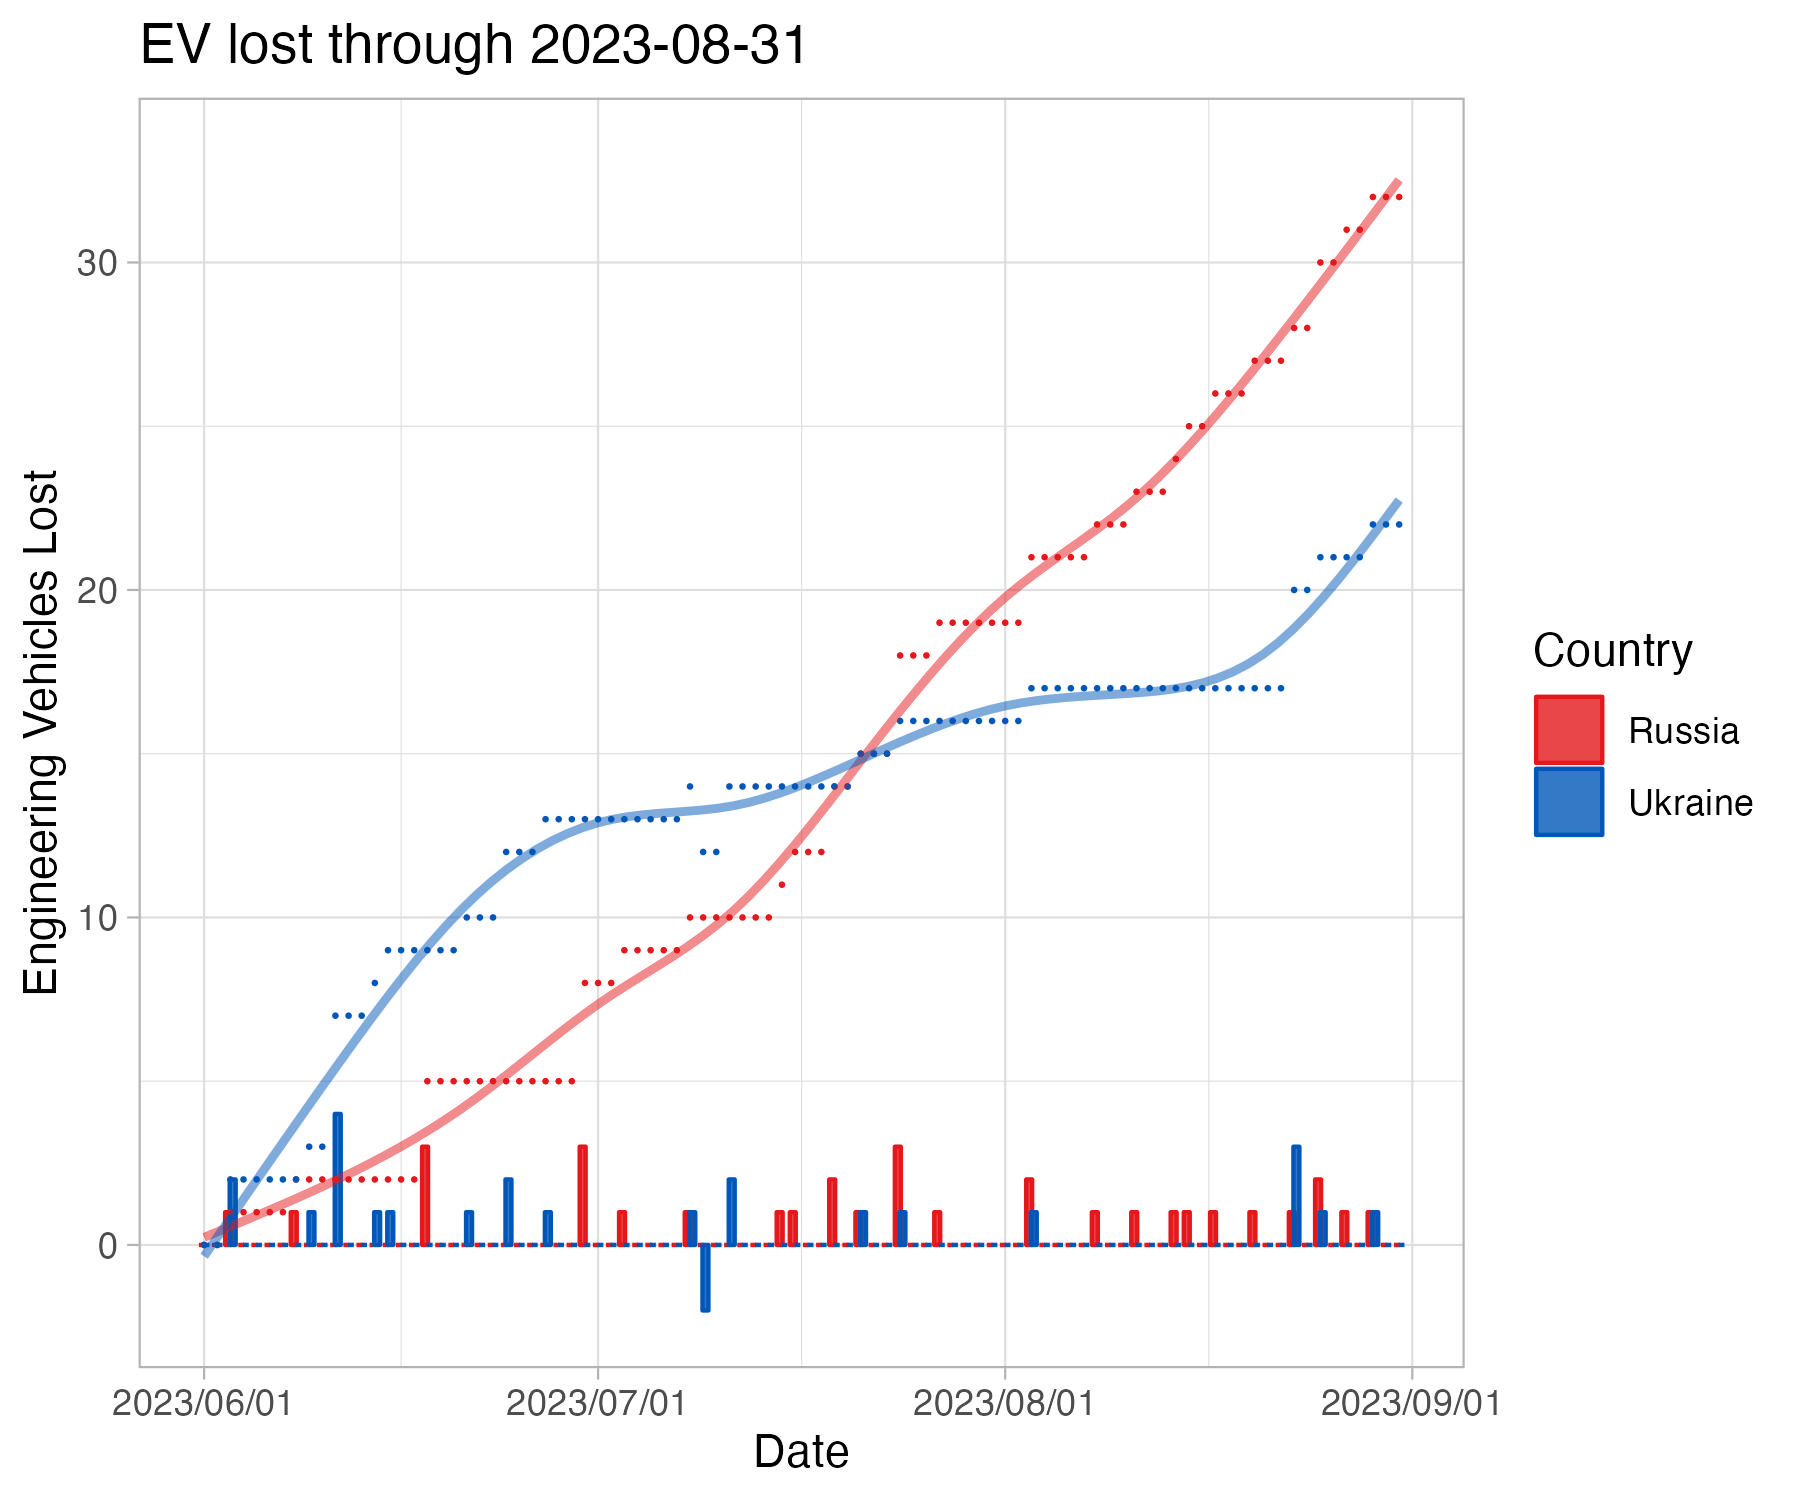 EV lost through 2023-08-31
Engineering Vehicles Lost
30
20
10
0
2023/06/01
2023/07/01
2023/08/01
2023/09/01
Date
Country
Russia
Ukraine